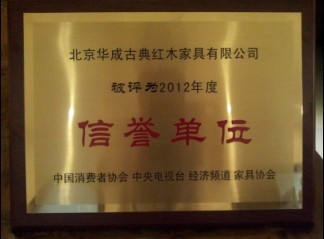 北京华成古典红木家具有限公司
被评为2012年度
信誉单位
中国消费者协会 中央电视台 经济频道 家具协会